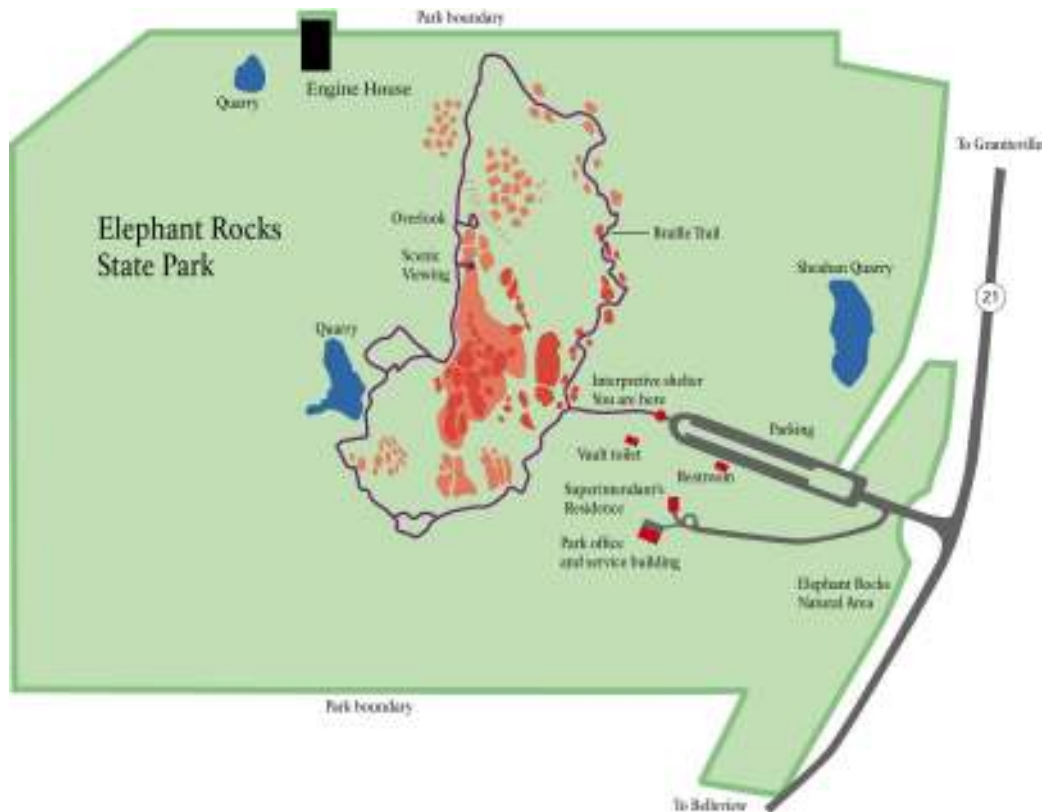 Park boundary
Engine House
Quarry
To Graniteville
Elephant Rocks
State Park
Overlook
Scenic
Viewing
Braille Trail
Sheahan Quarry
21
Quarry
Interpretive shelter
You are here
Parking
Vault toilet
Restroom
Superintendant's
Residence
Park office
and service building
Elephant Rocks
Natural Area
Park boundary
To Belleview